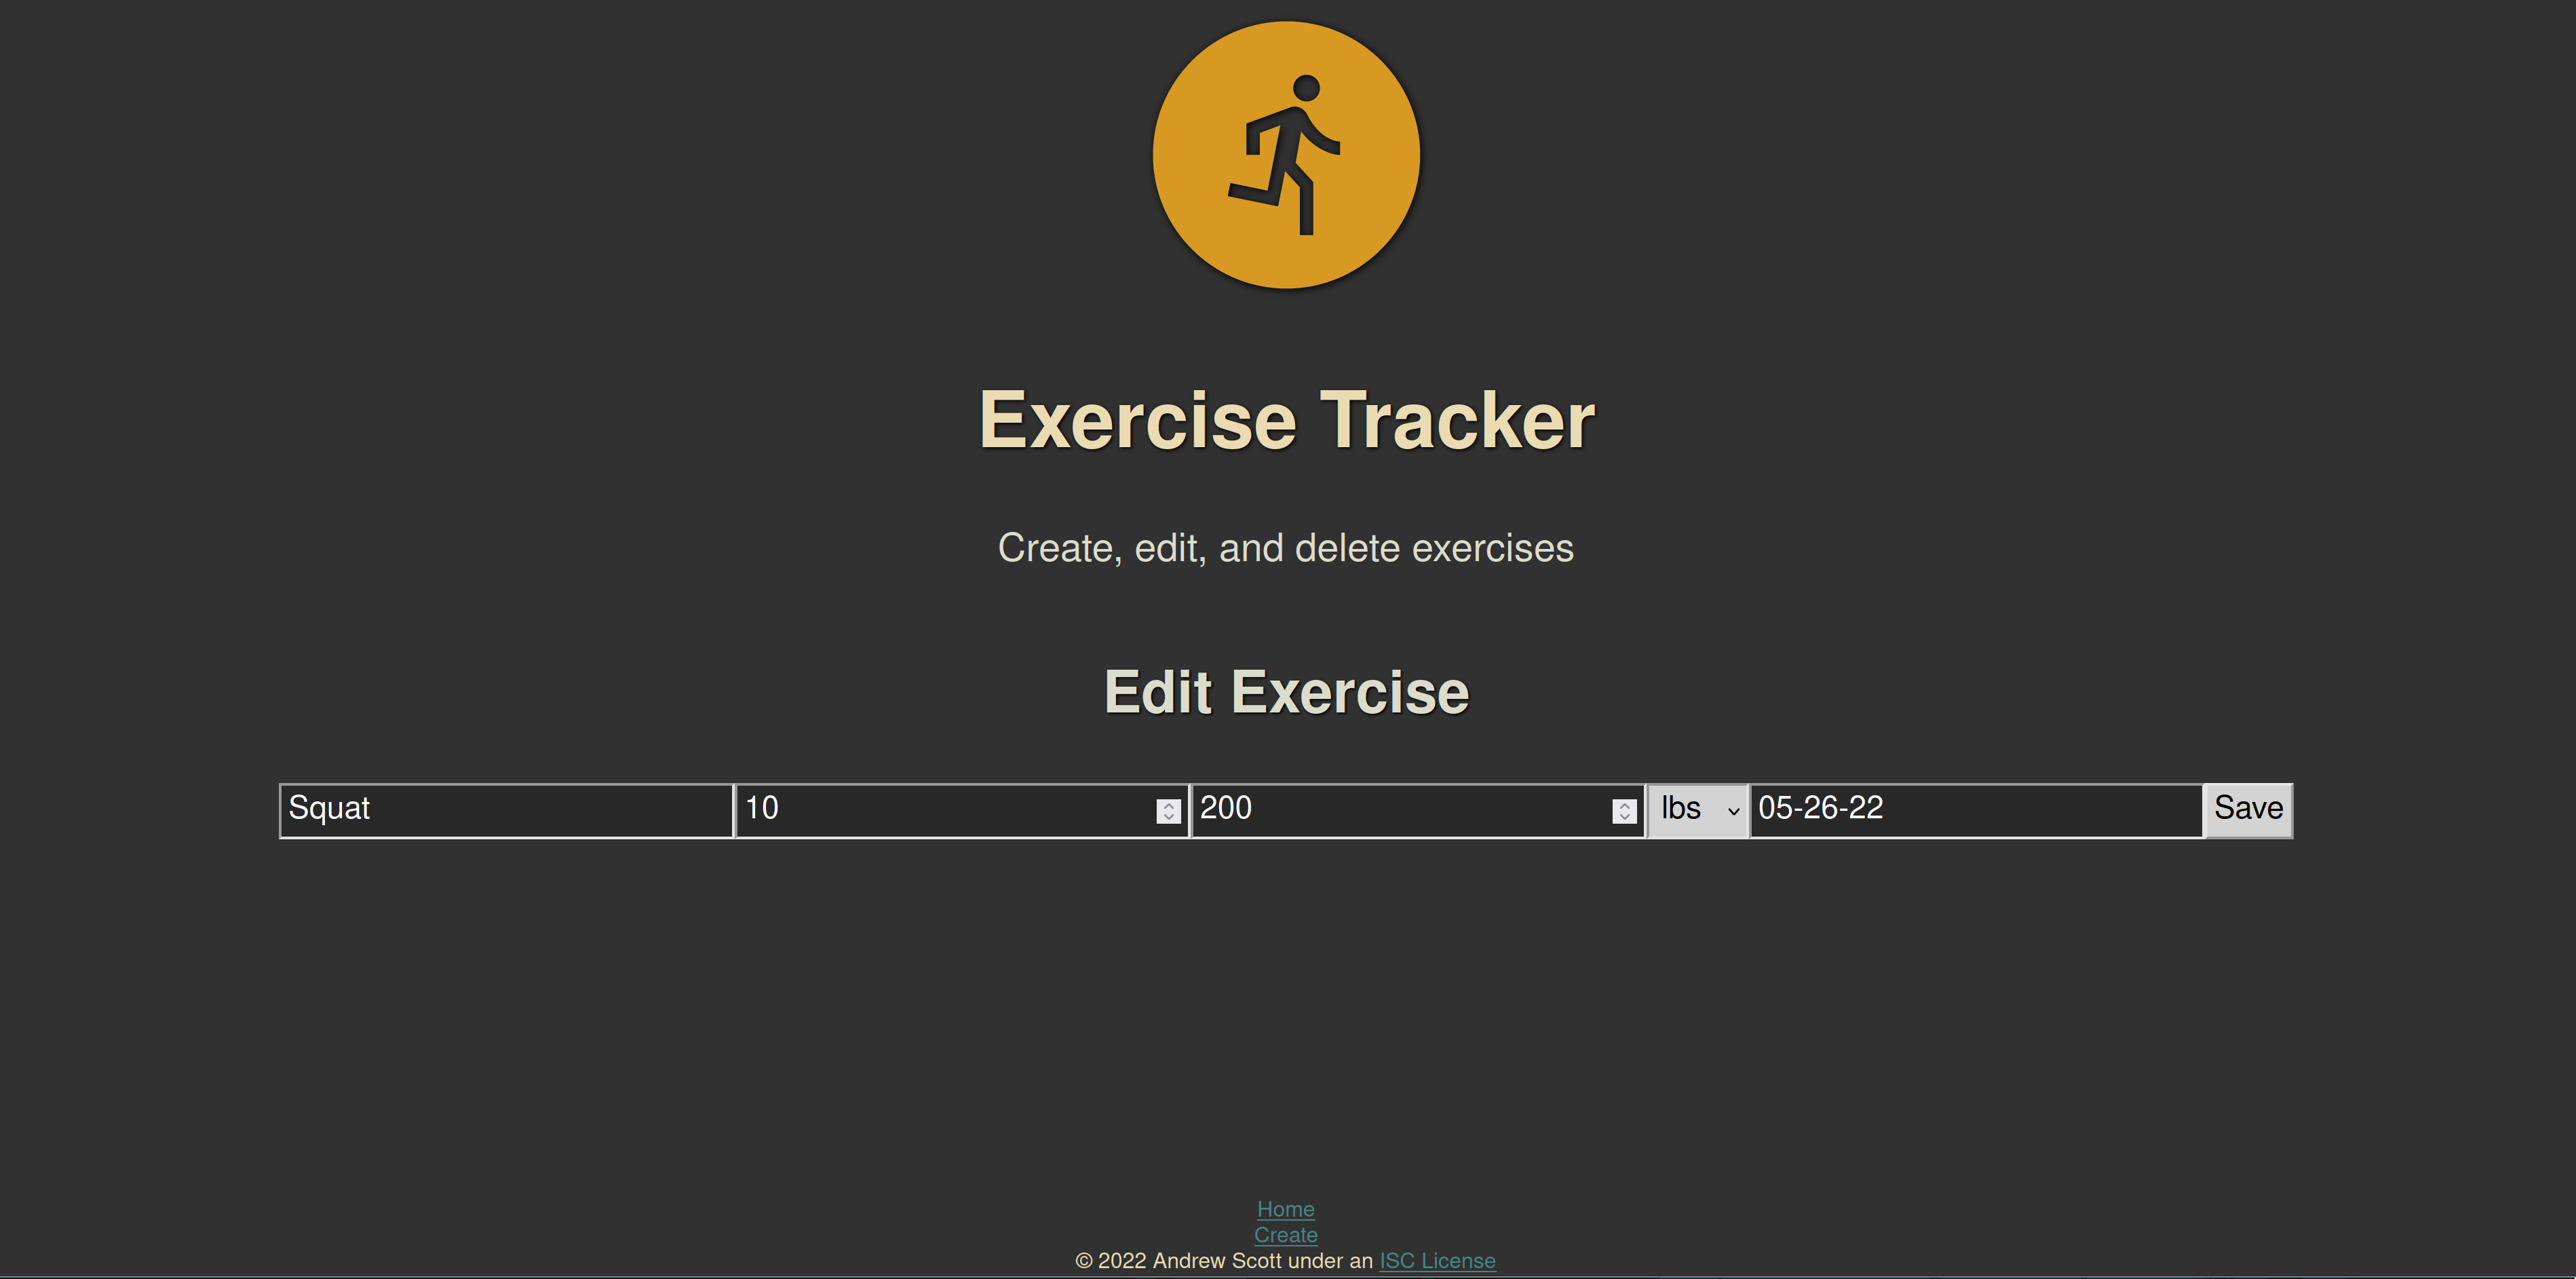 Exercise Tracker
Create, edit, and delete exercises
Edit Exercise
Squat 10 200 lbs 05-26-22 Save
Home
Create
© 2022 Andrew Scott under an ISC License